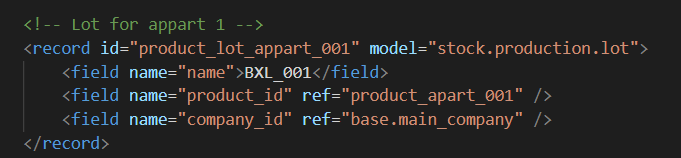 <!-- Lot for appart 1 -->
<record id="product_lot_appart_001" model="stock.production.lot">
    <field name="name">BXL_001</field>
    <field name="product_id" ref="product_apart_001" />
    <field name="company_id" ref="base.main_company" />
</record>